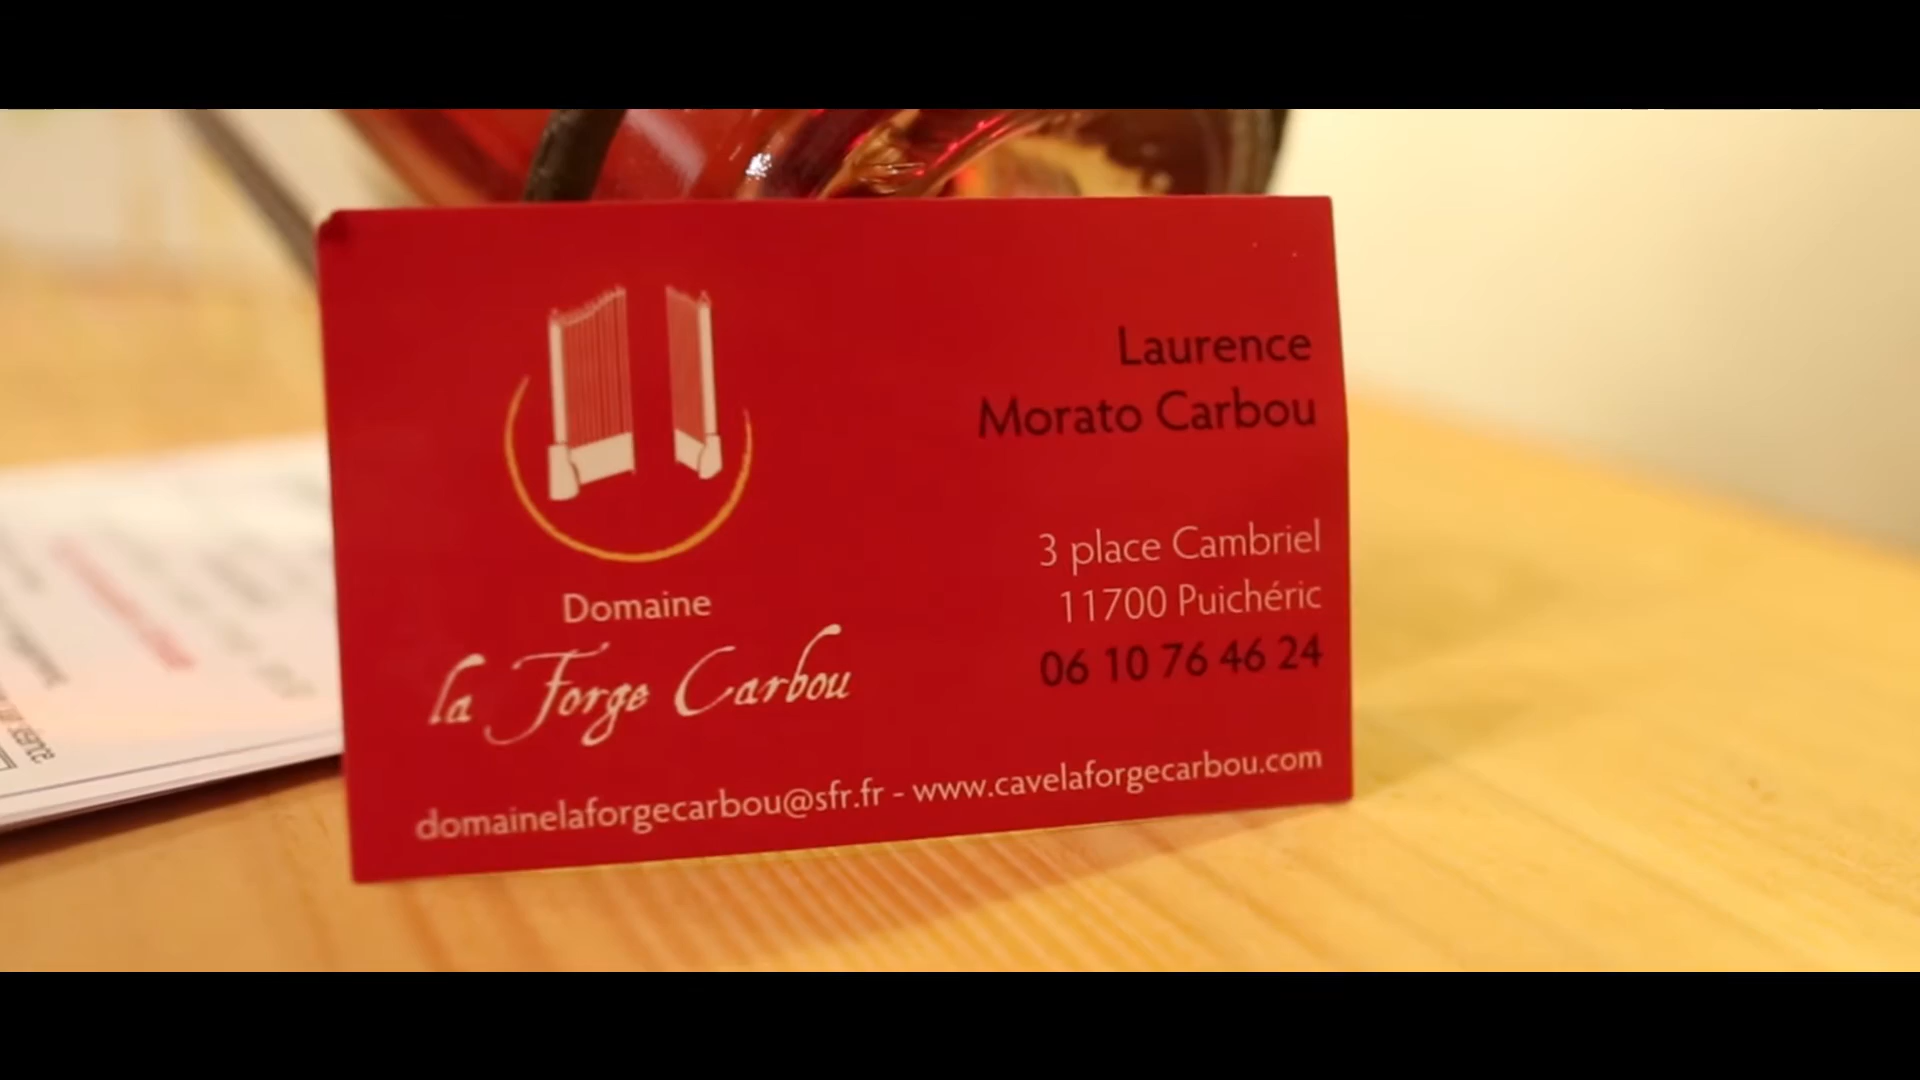 Laurence
Morato Carbou
3 place Cambriel
11700 Puichéric
06 10 76 46 24
Domaine
la Forge Carbou
domainelaforgecarbou@sfr.fr - www.cavelaforgecarbou.com